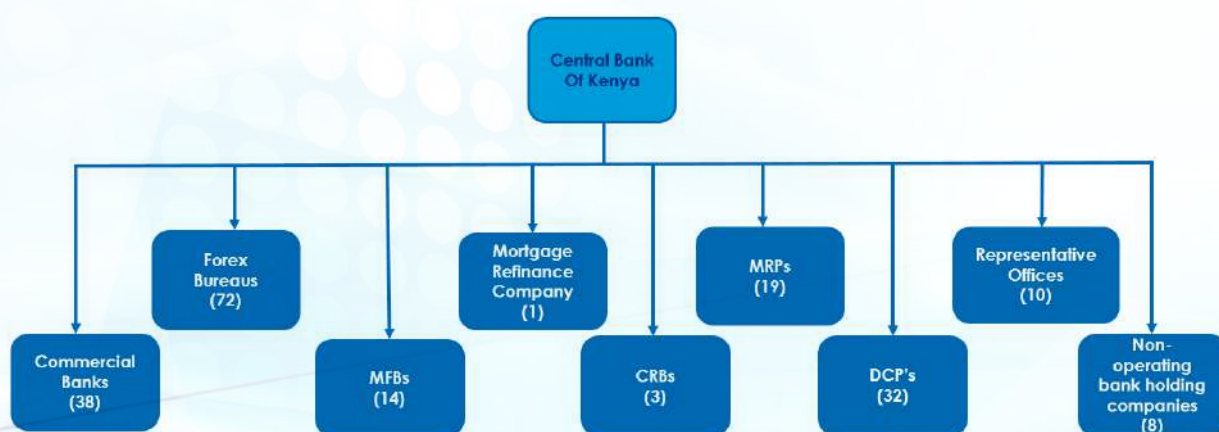 Central Bank
Of Kenya
Forex
Bureaus
(72)
Mortgage
Refinance
Company
(1)
MRPs
(19)
Representative
Offices
(10)
Commercial
Banks
(38)
MFBs
(14)
CRBs
(3)
DCP's
(32)
Non-
operating
bank holding
companies
(8)